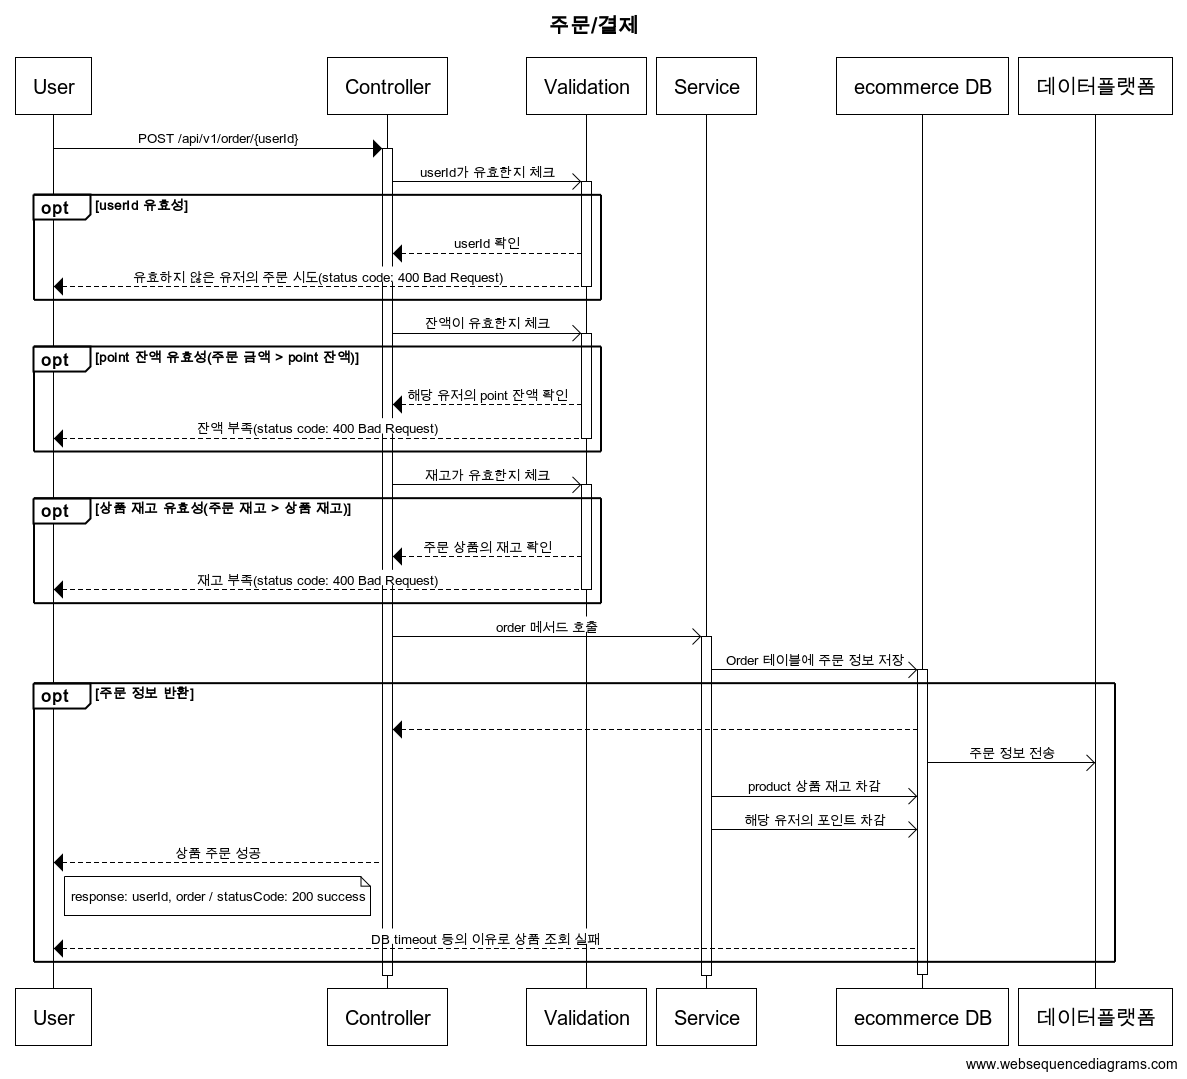 주문/결제
User
Controller
Validation
Service
ecommerce DB
데이터플랫폼
POST /api/v1/order/{userId}
userId가 유효한지 체크
opt
[userId 유효성]
userId 확인
유효하지 않은 유저의 주문 시도(status code: 400 Bad Request)
잔액이 유효한지 체크
opt
[point 잔액 유효성(주문 금액 > point 잔액)]
해당 유저의 point 잔액 확인
잔액 부족(status code: 400 Bad Request)
재고가 유효한지 체크
opt
[상품 재고 유효성(주문 재고 > 상품 재고)]
주문 상품의 재고 확인
재고 부족(status code: 400 Bad Request)
order 메서드 호출
Order 테이블에 주문 정보 저장
opt
[주문 정보 반환]
주문 정보 전송
product 상품 재고 차감
해당 유저의 포인트 차감
상품 주문 성공
response: userId, order / statusCode: 200 success
DB timeout 등의 이유로 상품 조회 실패
User
Controller
Validation
Service
ecommerce DB
데이터플랫폼
www.websequencediagrams.com